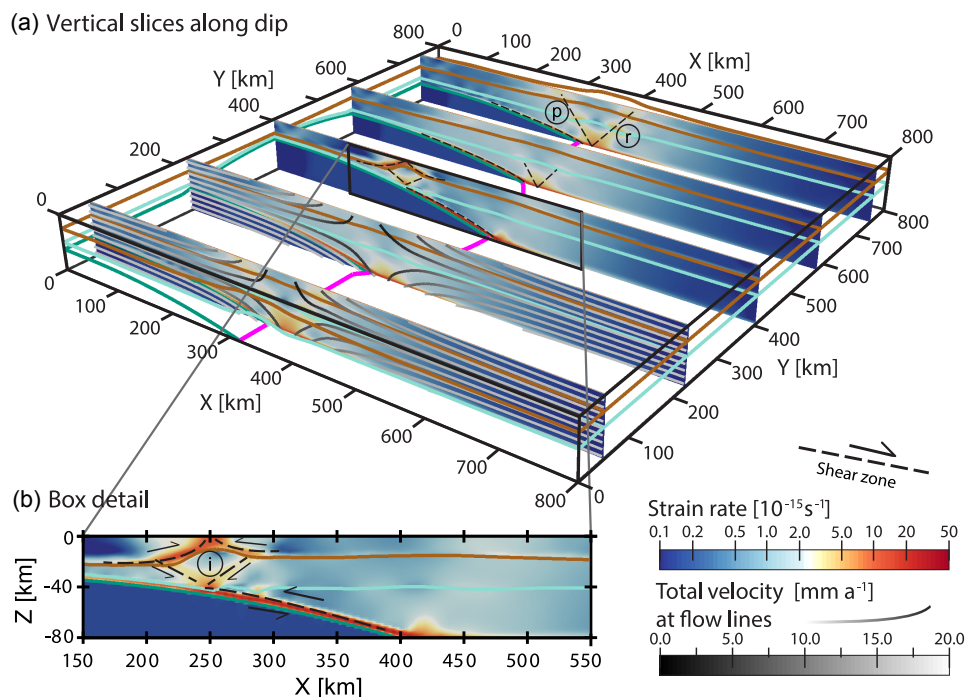 (a) Vertical slices along dip
800
0
100
200
300
400
500
600
700
800
X [km]
Y [km]
600
400
200
0
p
r
0
100
200
300
400
500
600
700
800
X [km]
0
100
200
300
400
500
600
700
800
Y [km]
Shear zone
(b) Box detail
0
-40
-80
Z [km]
i
150 200 250 300 350 400 450 500 550
X [km]
Strain rate [10⁻¹⁵s⁻¹]
0.1 0.2 0.5 1.0 2.0 5.0 10 20 50
Total velocity [mm a⁻¹]
at flow lines
0.0 5.0 10.0 15.0 20.0